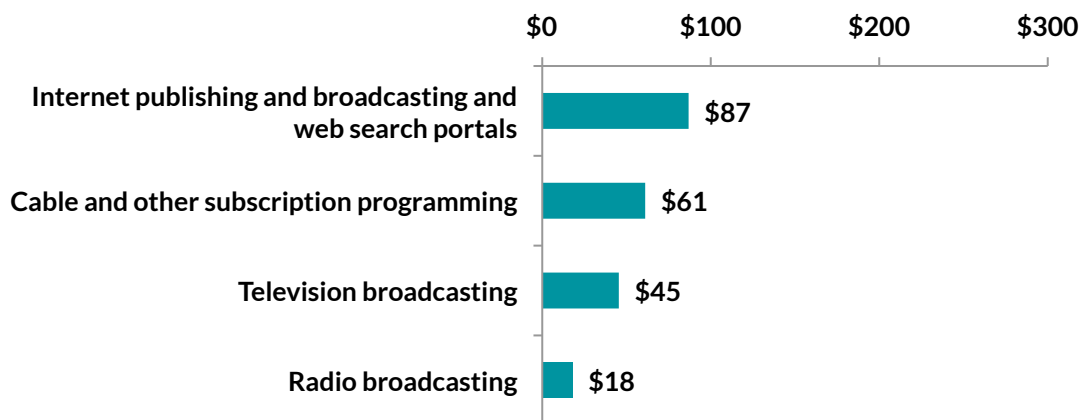 $0 $100 $200 $300
Internet publishing and broadcasting and
web search portals
$87
Cable and other subscription programming
$61
Television broadcasting
$45
Radio broadcasting
$18